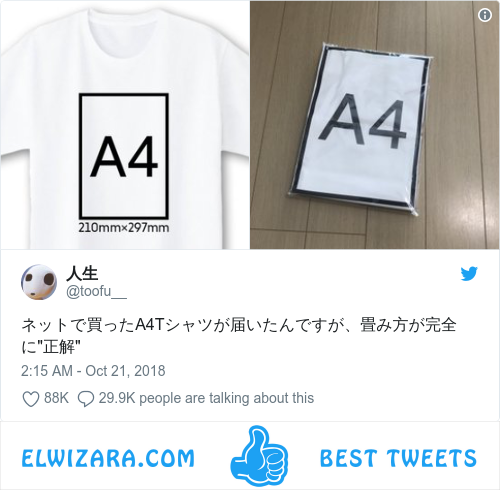 A4
210mm×297mm
A4
人生
@toofu__
ネットで買ったA4Tシャツが届いたんですが、畳み方が完全
に"正解"
2:15 AM - Oct 21, 2018
88K
29.9K people are talking about this
ELWIZARA.COM
BEST TWEETS